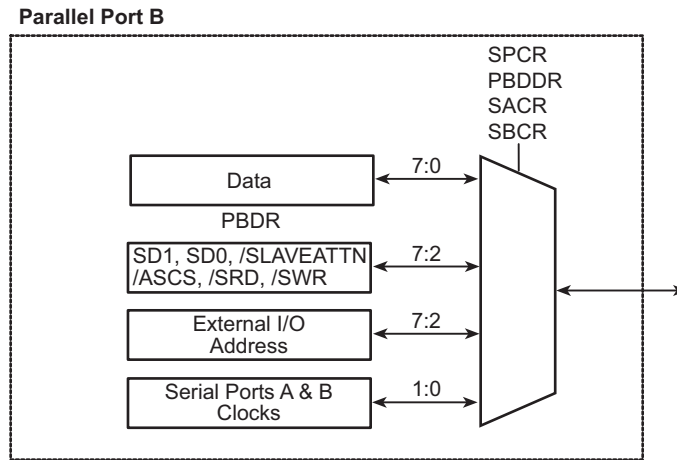 Parallel Port B
SPCR
PBDDR
SACR
SBCR
Data
7:0
PBDR
SD1, SD0, /SLAVEATTN
/ASCS, /SRD, /SWR
7:2
External I/O
Address
7:2
Serial Ports A & B
Clocks
1:0